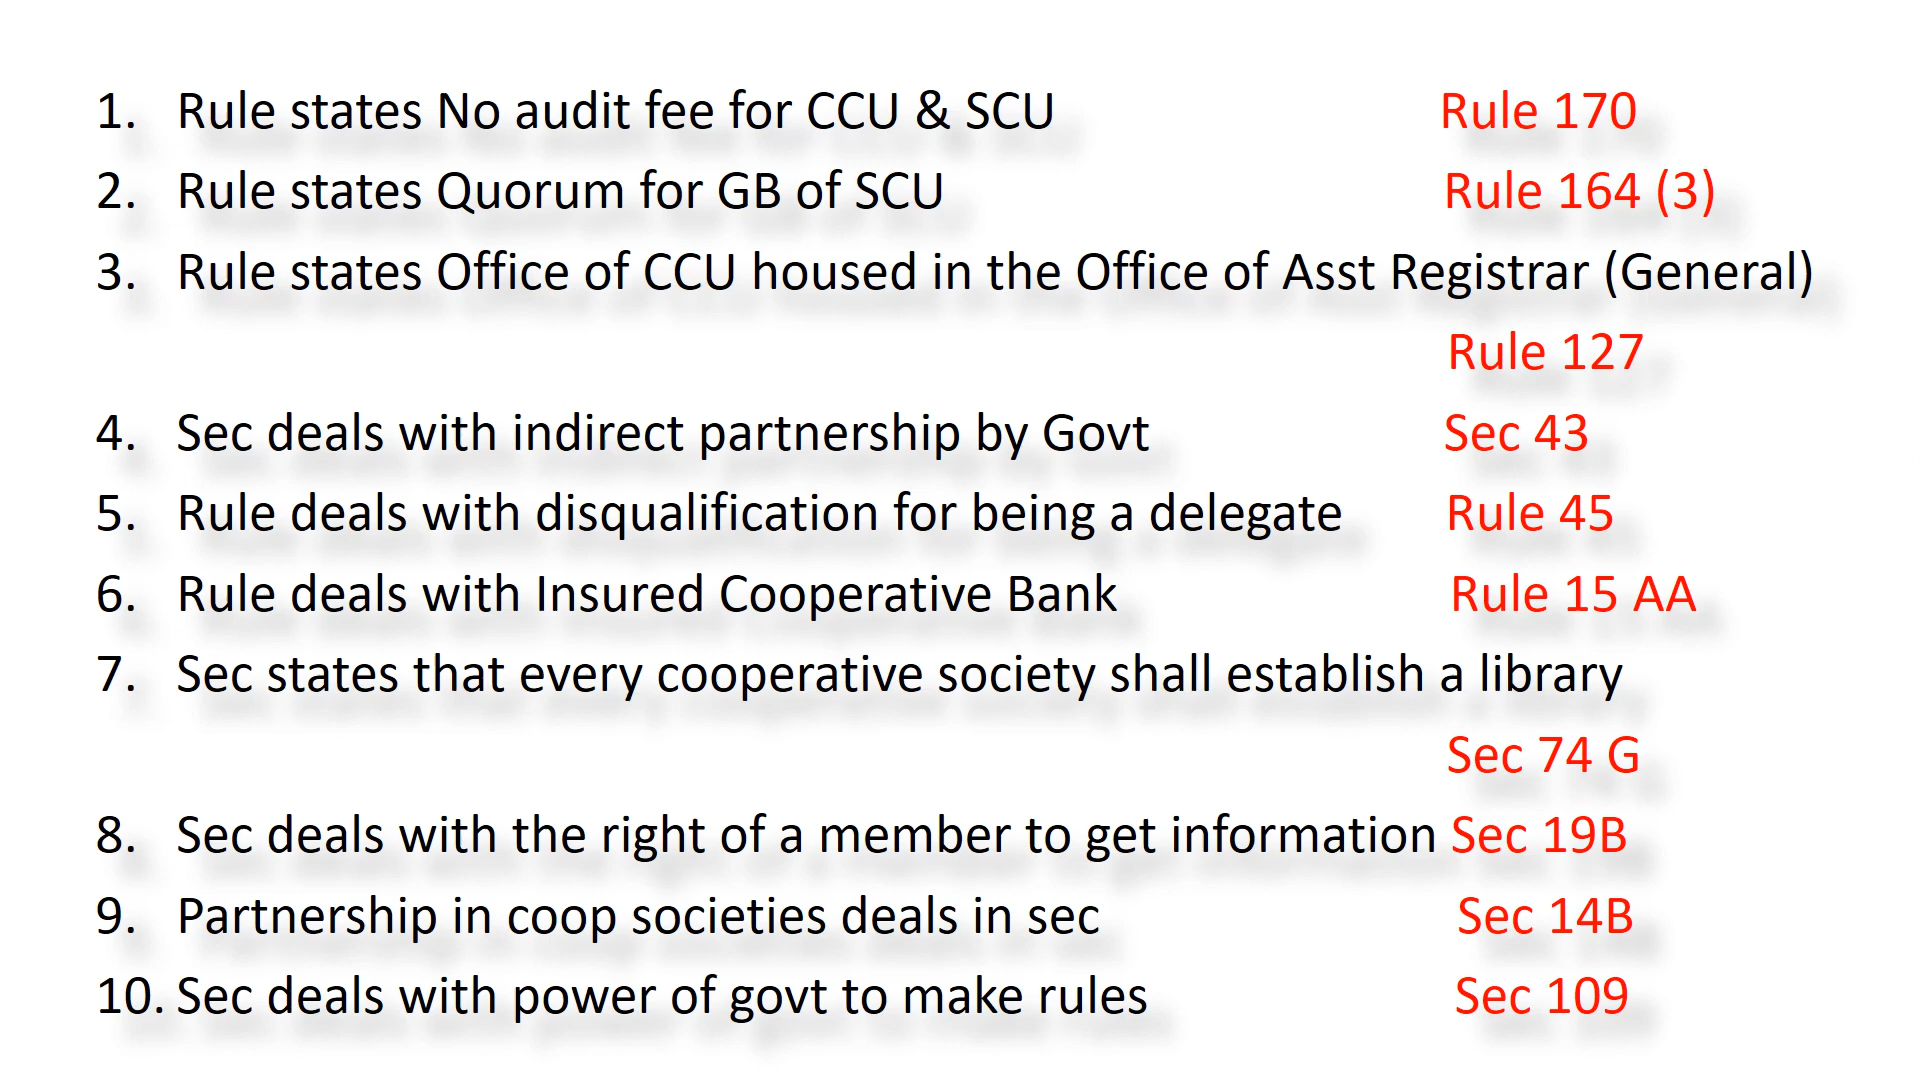 1. Rule states No audit fee for CCU & SCU Rule 170
2. Rule states Quorum for GB of SCU Rule 164 (3)
3. Rule states Office of CCU housed in the Office of Asst Registrar (General)
Rule 127
4. Sec deals with indirect partnership by Govt Sec 43
5. Rule deals with disqualification for being a delegate Rule 45
6. Rule deals with Insured Cooperative Bank Rule 15 AA
7. Sec states that every cooperative society shall establish a library
Sec 74 G
8. Sec deals with the right of a member to get information Sec 19B
9. Partnership in coop societies deals in sec Sec 14B
10. Sec deals with power of govt to make rules Sec 109